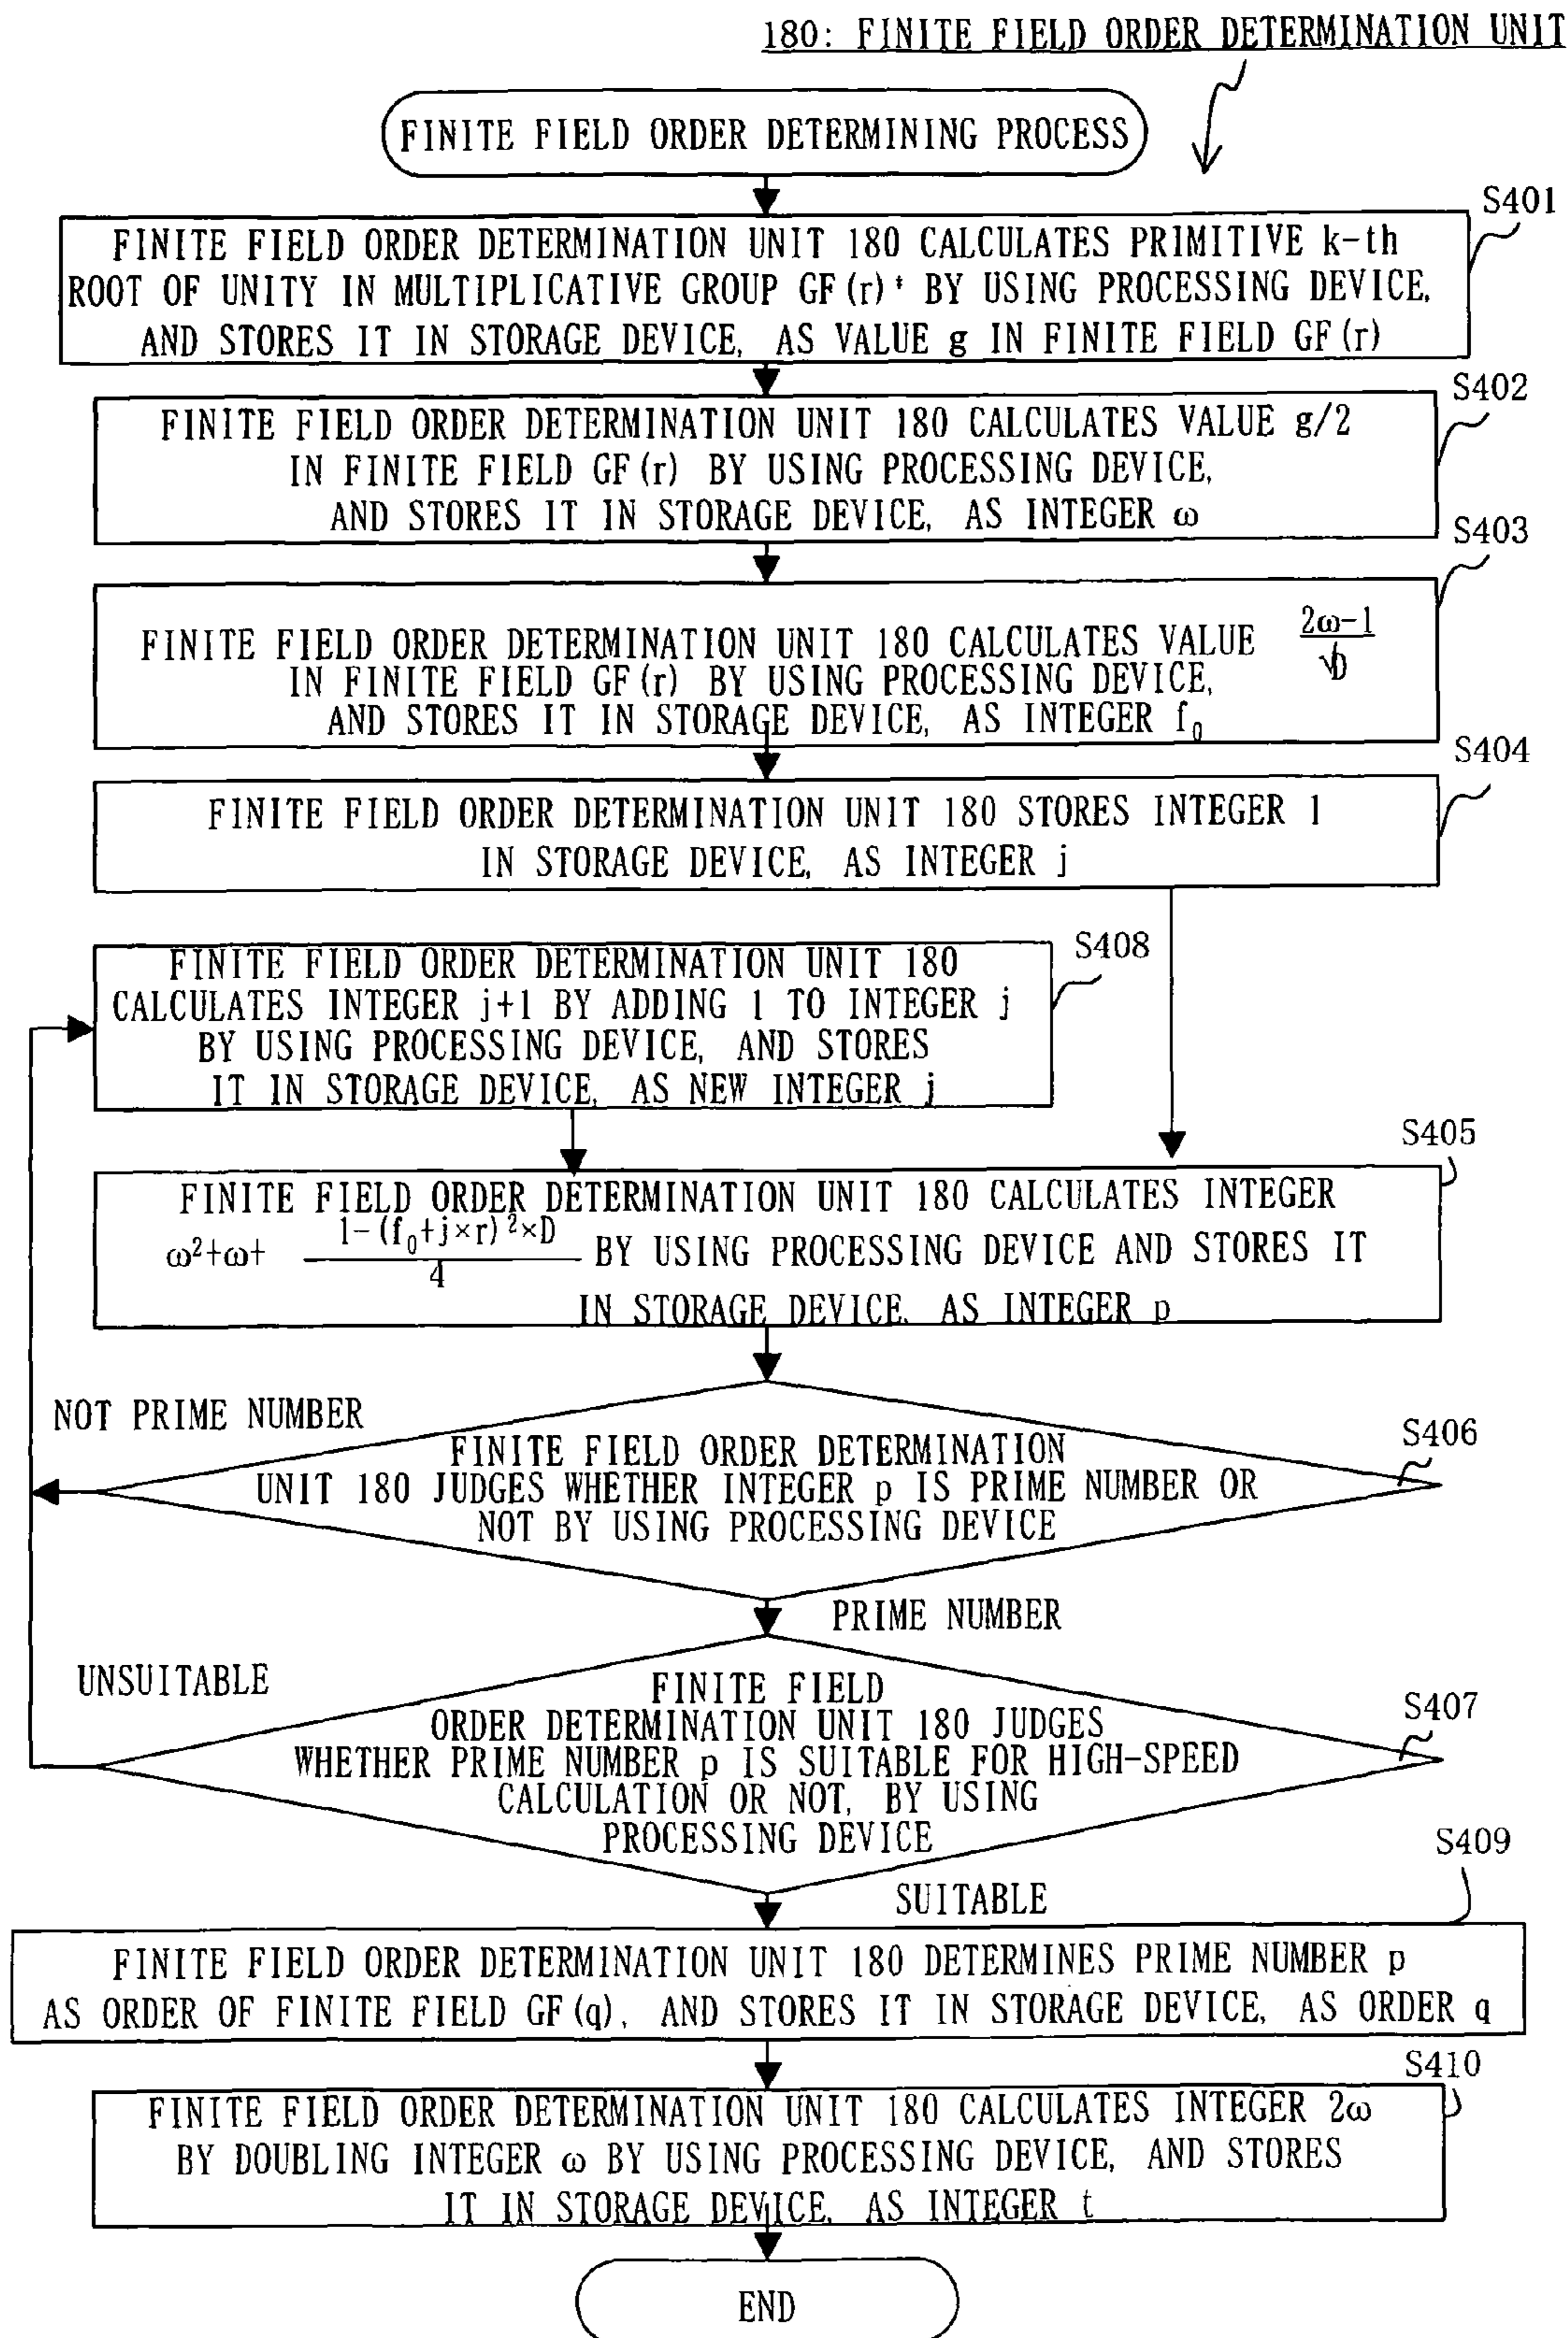 180: FINITE FIELD ORDER DETERMINATION UNIT
FINITE FIELD ORDER DETERMINING PROCESS
S401
FINITE FIELD ORDER DETERMINATION UNIT 180 CALCULATES PRIMITIVE k-th
ROOT OF UNITY IN MULTIPLICATIVE GROUP GF(r)* BY USING PROCESSING DEVICE,
AND STORES IT IN STORAGE DEVICE, AS VALUE g IN FINITE FIELD GF(r)
S402
FINITE FIELD ORDER DETERMINATION UNIT 180 CALCULATES VALUE g/2
IN FINITE FIELD GF(r) BY USING PROCESSING DEVICE,
AND STORES IT IN STORAGE DEVICE, AS INTEGER ω
S403
FINITE FIELD ORDER DETERMINATION UNIT 180 CALCULATES VALUE (2ω-1)/√D
IN FINITE FIELD GF(r) BY USING PROCESSING DEVICE,
AND STORES IT IN STORAGE DEVICE, AS INTEGER f₀
S404
FINITE FIELD ORDER DETERMINATION UNIT 180 STORES INTEGER 1
IN STORAGE DEVICE, AS INTEGER j
S408
FINITE FIELD ORDER DETERMINATION UNIT 180
CALCULATES INTEGER j+1 BY ADDING 1 TO INTEGER j
BY USING PROCESSING DEVICE, AND STORES
IT IN STORAGE DEVICE, AS NEW INTEGER j
S405
FINITE FIELD ORDER DETERMINATION UNIT 180 CALCULATES INTEGER
ω²+ω+ (1-(f₀+j×r)²×D)/4 BY USING PROCESSING DEVICE AND STORES IT
IN STORAGE DEVICE, AS INTEGER p
NOT PRIME NUMBER
S406
FINITE FIELD ORDER DETERMINATION
UNIT 180 JUDGES WHETHER INTEGER p IS PRIME NUMBER OR
NOT BY USING PROCESSING DEVICE
PRIME NUMBER
UNSUITABLE
S407
FINITE FIELD
ORDER DETERMINATION UNIT 180 JUDGES
WHETHER PRIME NUMBER p IS SUITABLE FOR HIGH-SPEED
CALCULATION OR NOT, BY USING
PROCESSING DEVICE
SUITABLE
S409
FINITE FIELD ORDER DETERMINATION UNIT 180 DETERMINES PRIME NUMBER p
AS ORDER OF FINITE FIELD GF(q), AND STORES IT IN STORAGE DEVICE, AS ORDER q
S410
FINITE FIELD ORDER DETERMINATION UNIT 180 CALCULATES INTEGER 2ω
BY DOUBLING INTEGER ω BY USING PROCESSING DEVICE, AND STORES
IT IN STORAGE DEVICE, AS INTEGER t
END